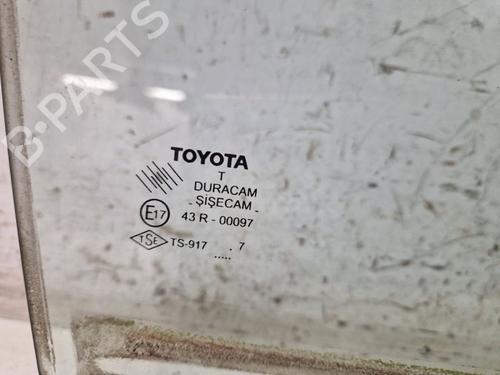 B-PARTS
TOYOTA
T
DURACAM
- ŞİŞECAM -
E17 43 R - 00097
TSE TS-917 . 7
.....